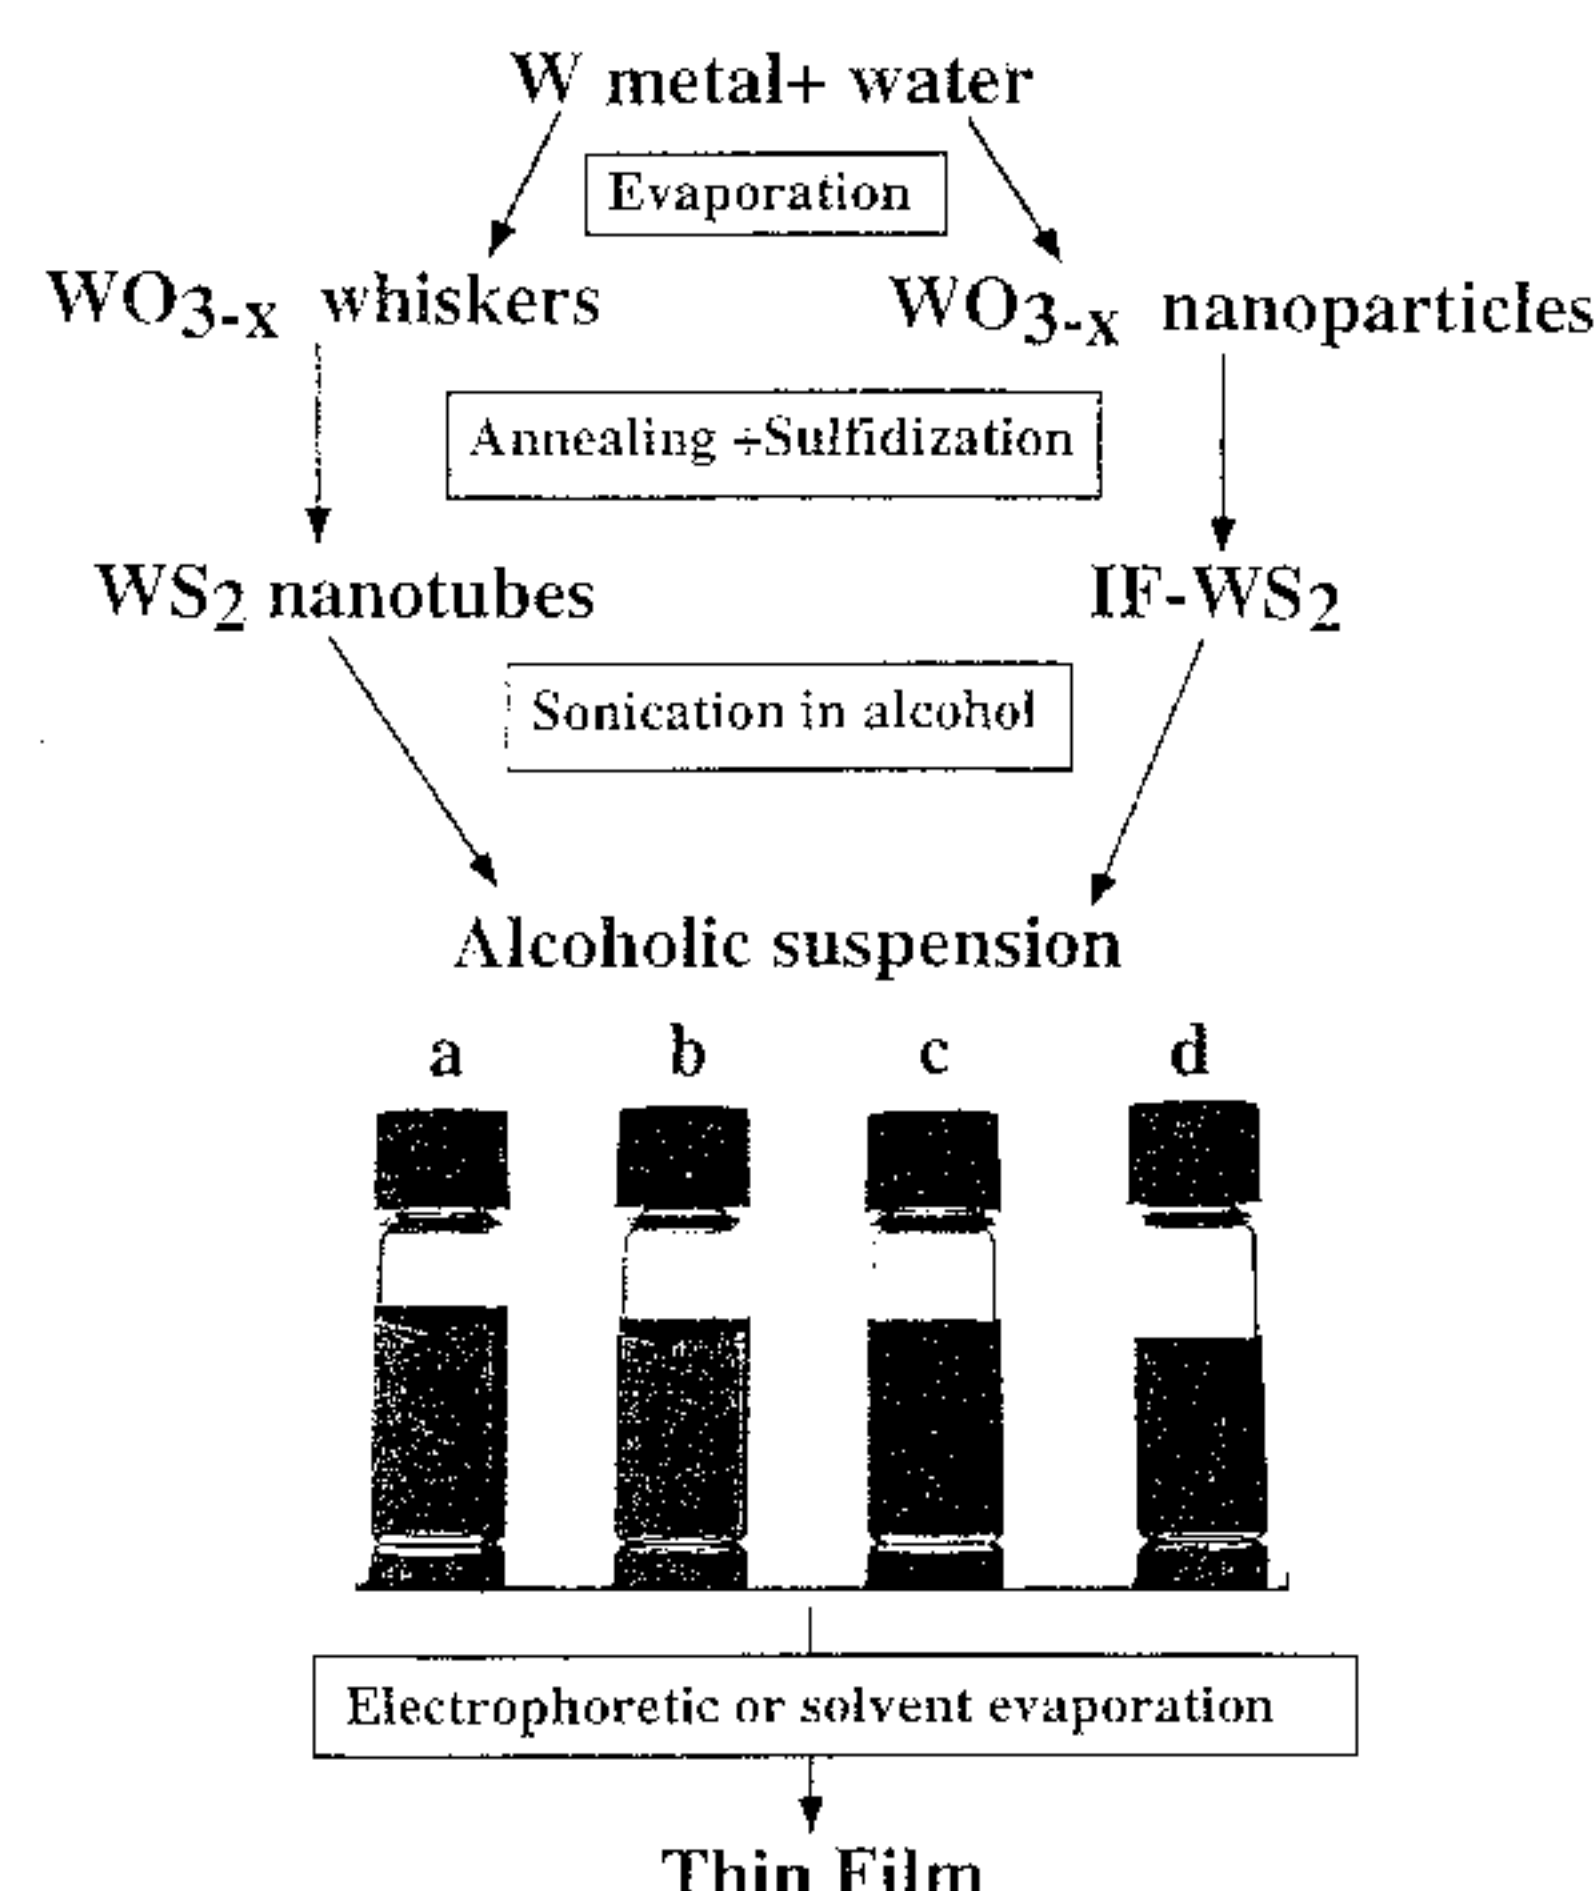 W metal+ water
Evaporation
WO3-x whiskers
WO3-x nanoparticles
Annealing +Sulfidization
WS2 nanotubes
IF-WS2
Sonication in alcohol
Alcoholic suspension
a b c d
Electrophoretic or solvent evaporation
Thin Film